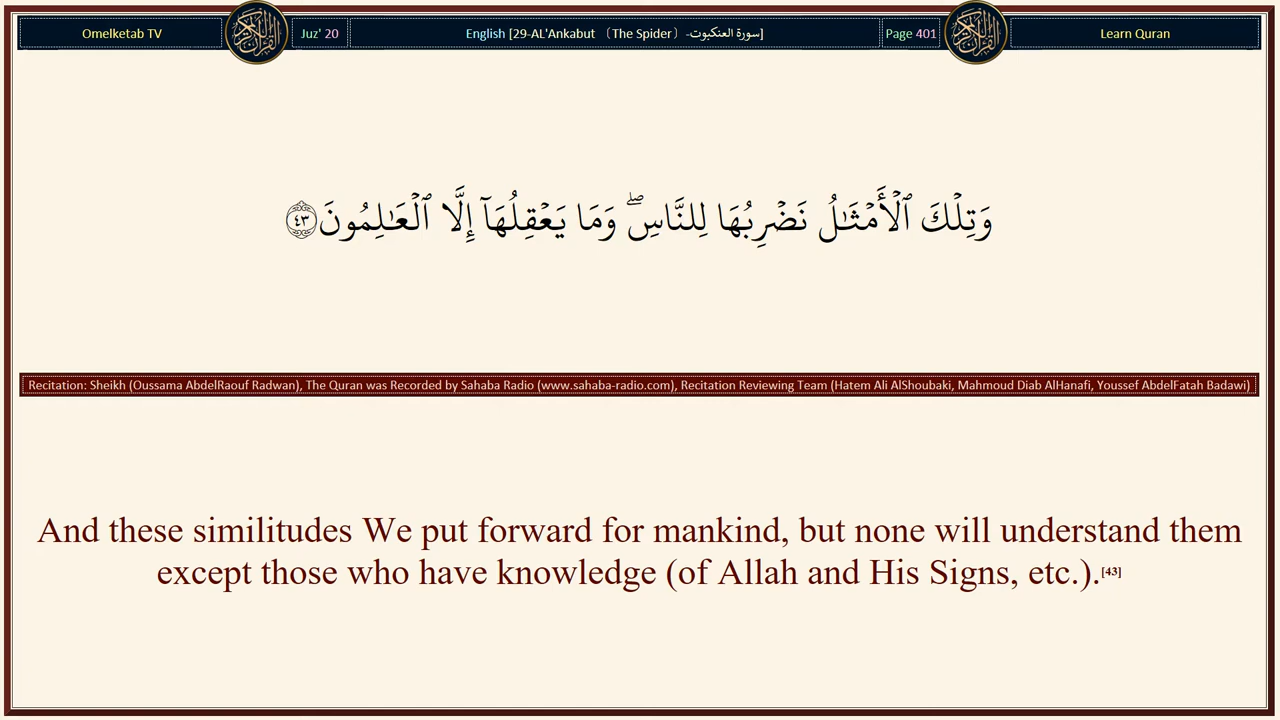 Omelketab TV
Juz' 20
English [29-AL'Ankabut （The Spider）-سورة العنكبوت]
Page 401
Learn Quran
وَتِلْكَ ٱلْأَمْثَـٰلُ نَضْرِبُهَا لِلنَّاسِ ۖ وَمَا يَعْقِلُهَآ إِلَّا ٱلْعَـٰلِمُونَ ٤٣
Recitation: Sheikh (Oussama AbdelRaouf Radwan), The Quran was Recorded by Sahaba Radio (www.sahaba-radio.com), Recitation Reviewing Team (Hatem Ali AlShoubaki, Mahmoud Diab AlHanafi, Youssef AbdelFatah Badawi)
And these similitudes We put forward for mankind, but none will understand them
except those who have knowledge (of Allah and His Signs, etc.).[43]